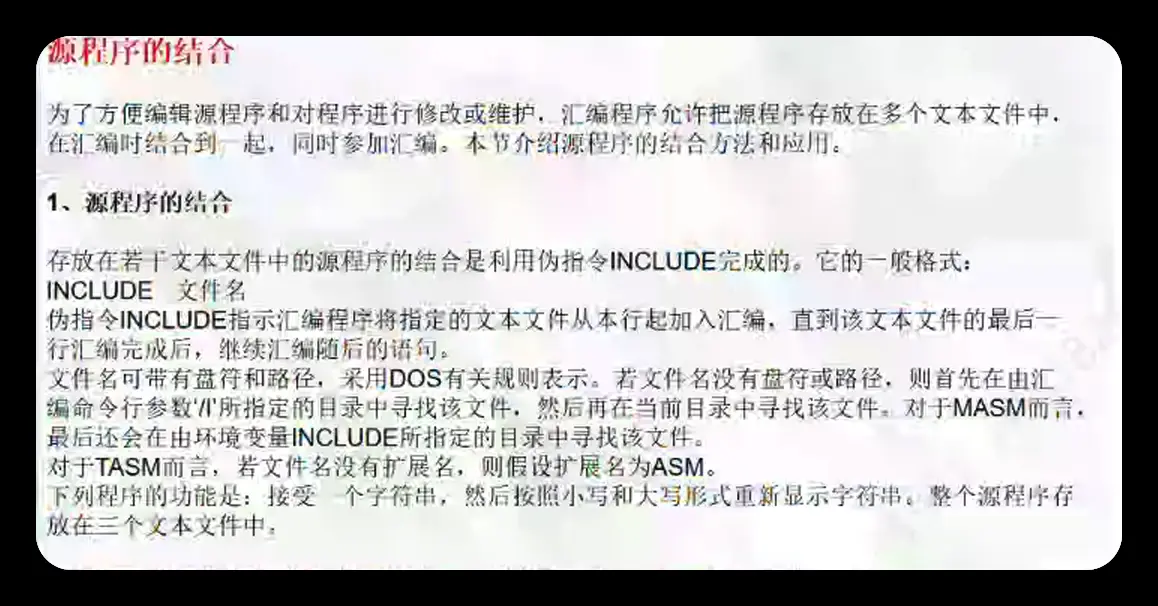 源程序的结合
为了方便编辑源程序和对程序进行修改或维护，汇编程序允许把源程序存放在多个文本文件中，
在汇编时结合到一起，同时参加汇编。本节介绍源程序的结合方法和应用。
1、源程序的结合
存放在若干文本文件中的源程序的结合是利用伪指令INCLUDE完成的。它的一般格式：
INCLUDE 文件名
伪指令INCLUDE指示汇编程序将指定的文本文件从本行起加入汇编，直到该文本文件的最后一
行汇编完成后，继续汇编随后的语句。
文件名可带有盘符和路径，采用DOS有关规则表示。若文件名没有盘符或路径，则首先在由汇
编命令行参数'/I'所指定的目录中寻找该文件，然后再在当前目录中寻找该文件。对于MASM而言，
最后还会在由环境变量INCLUDE所指定的目录中寻找该文件。
对于TASM而言，若文件名没有扩展名，则假设扩展名为ASM。
下列程序的功能是：接受一个字符串，然后按照小写和大写形式重新显示字符串。整个源程序存
放在三个文本文件中。